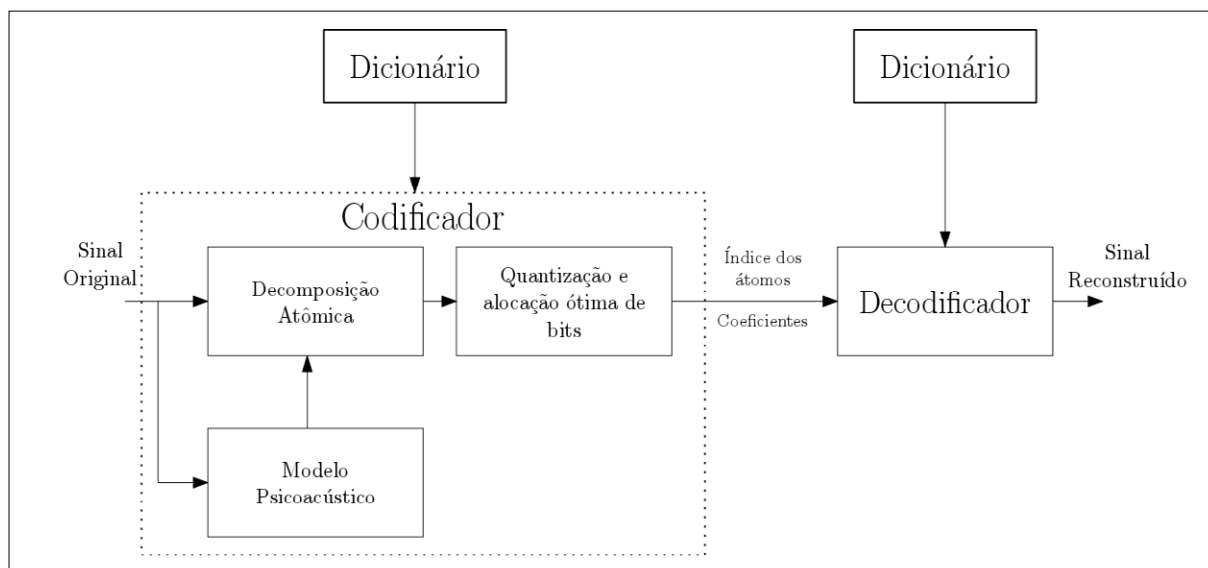 Dicionário
Dicionário
Codificador
Sinal
Original
Decomposição
Atômica
Quantização e
alocação ótima de
bits
Índice dos
átomos
Coeficientes
Decodificador
Sinal
Reconstruído
Modelo
Psicoacústico